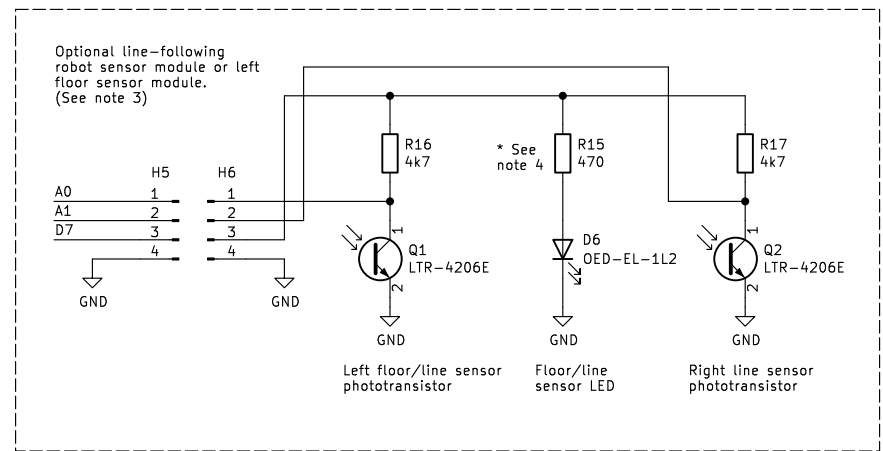 Optional line-following
robot sensor module or left
floor sensor module.
(See note 3)
H5
H6
A0
A1
D7
1
2
3
4
1
2
3
4
GND
GND
R16
4k7
* See
note 4
R15
470
R17
4k7
1
Q1
LTR-4206E
2
GND
D6
OED-EL-1L2
GND
1
Q2
LTR-4206E
2
GND
Left floor/line sensor
phototransistor
Floor/line
sensor LED
Right line sensor
phototransistor